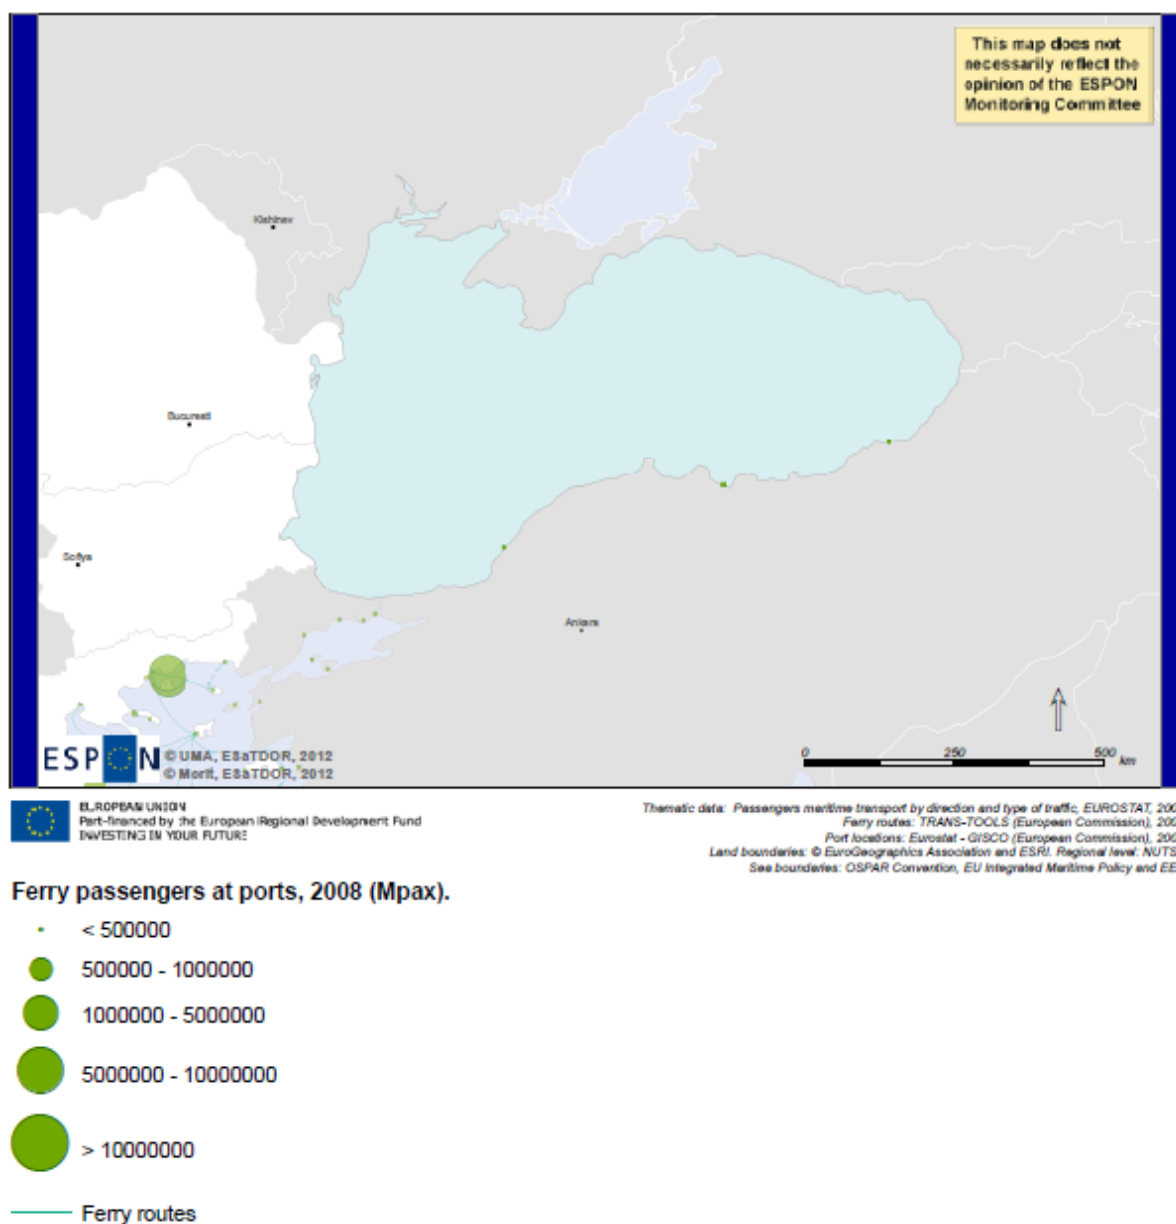 This map does not
necessarily reflect the
opinion of the ESPON
Monitoring Committee
Kishinev
Bucuresti
Sofiya
Ankara
0 250 500 km
ESPON
© UMA, ESaTDOR, 2012
© Morit, ESaTDOR, 2012
EUROPEAN UNION
Part-financed by the European Regional Development Fund
INVESTING IN YOUR FUTURE
Thematic data: Passengers maritime transport by direction and type of traffic, EUROSTAT, 200
Ferry routes: TRANS-TOOLS (European Commission), 200
Port locations: Eurostat - GISCO (European Commission), 200
Land boundaries: © EuroGeographics Association and ESRI. Regional level: NUTS
Sea boundaries: OSPAR Convention, EU Integrated Maritime Policy and EE
Ferry passengers at ports, 2008 (Mpax).
< 500000
500000 - 1000000
1000000 - 5000000
5000000 - 10000000
> 10000000
Ferry routes